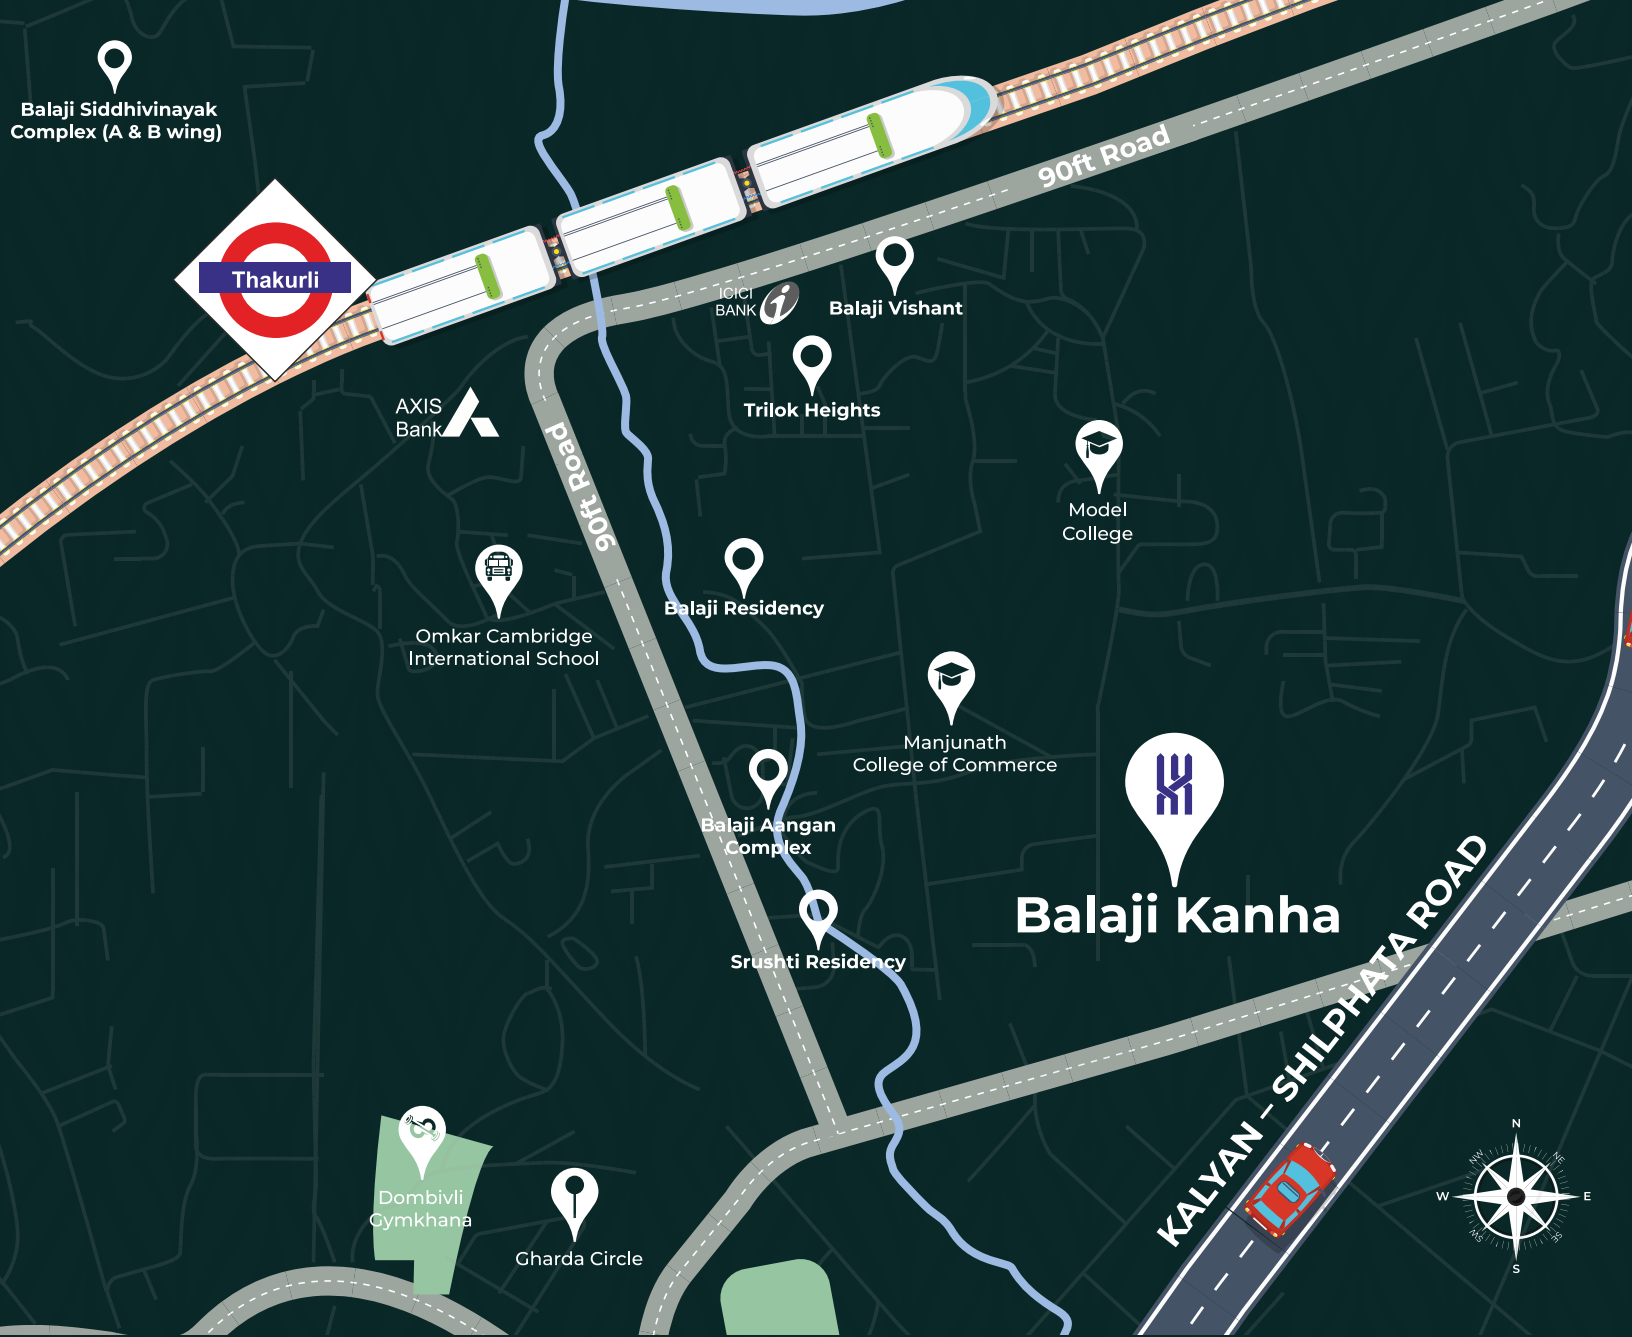 Balaji Siddhivinayak
Complex (A & B wing)
Thakurli
90ft Road
ICICI
BANK
Balaji Vishant
Trilok Heights
AXIS
Bank
90ft Road
Model
College
Omkar Cambridge
International School
Balaji Residency
Manjunath
College of Commerce
Balaji Aangan
Complex
Balaji Kanha
Srushti Residency
KALYAN – SHILPHATA ROAD
Dombivli
Gymkhana
Gharda Circle
N
NW
NE
W
E
SW
SE
S